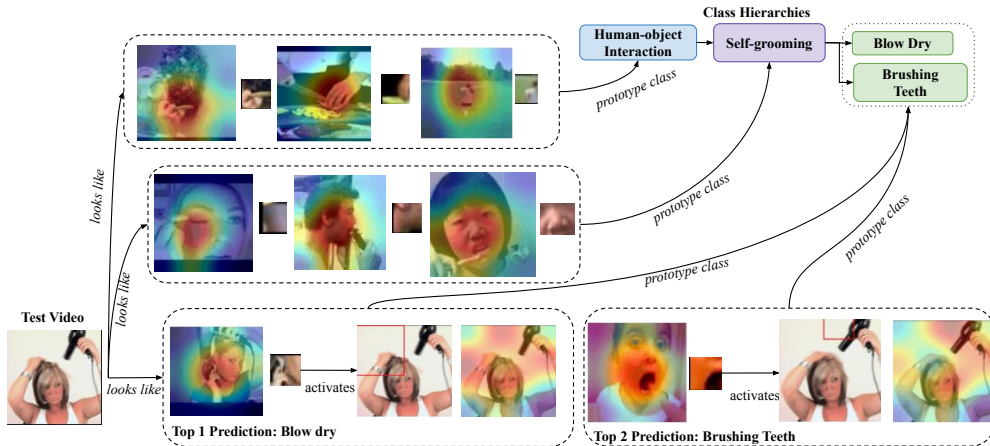 Class Hierarchies
Human-object
Interaction
Self-grooming
Blow Dry
Brushing
Teeth
prototype class
looks like
prototype class
looks like
prototype class
prototype class
Test Video
looks like
activates
activates
Top 1 Prediction: Blow dry
Top 2 Prediction: Brushing Teeth